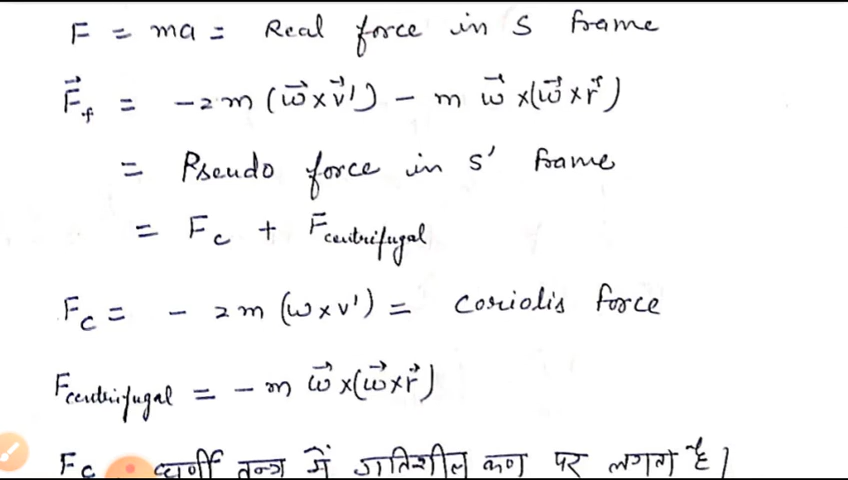 F = ma = Real force in S frame
F⃗f = -2m (ω⃗ × v⃗') - m ω⃗ × (ω⃗ × r⃗)
= Pseudo force in s' frame
= Fc + Fcentrifugal
Fc = - 2m (ω × v') = coriolis force
Fcentrifugal = - m ω⃗ × (ω⃗ × r⃗)
Fc घूर्णी तन्त्र में गतिशील कण पर लगता है।